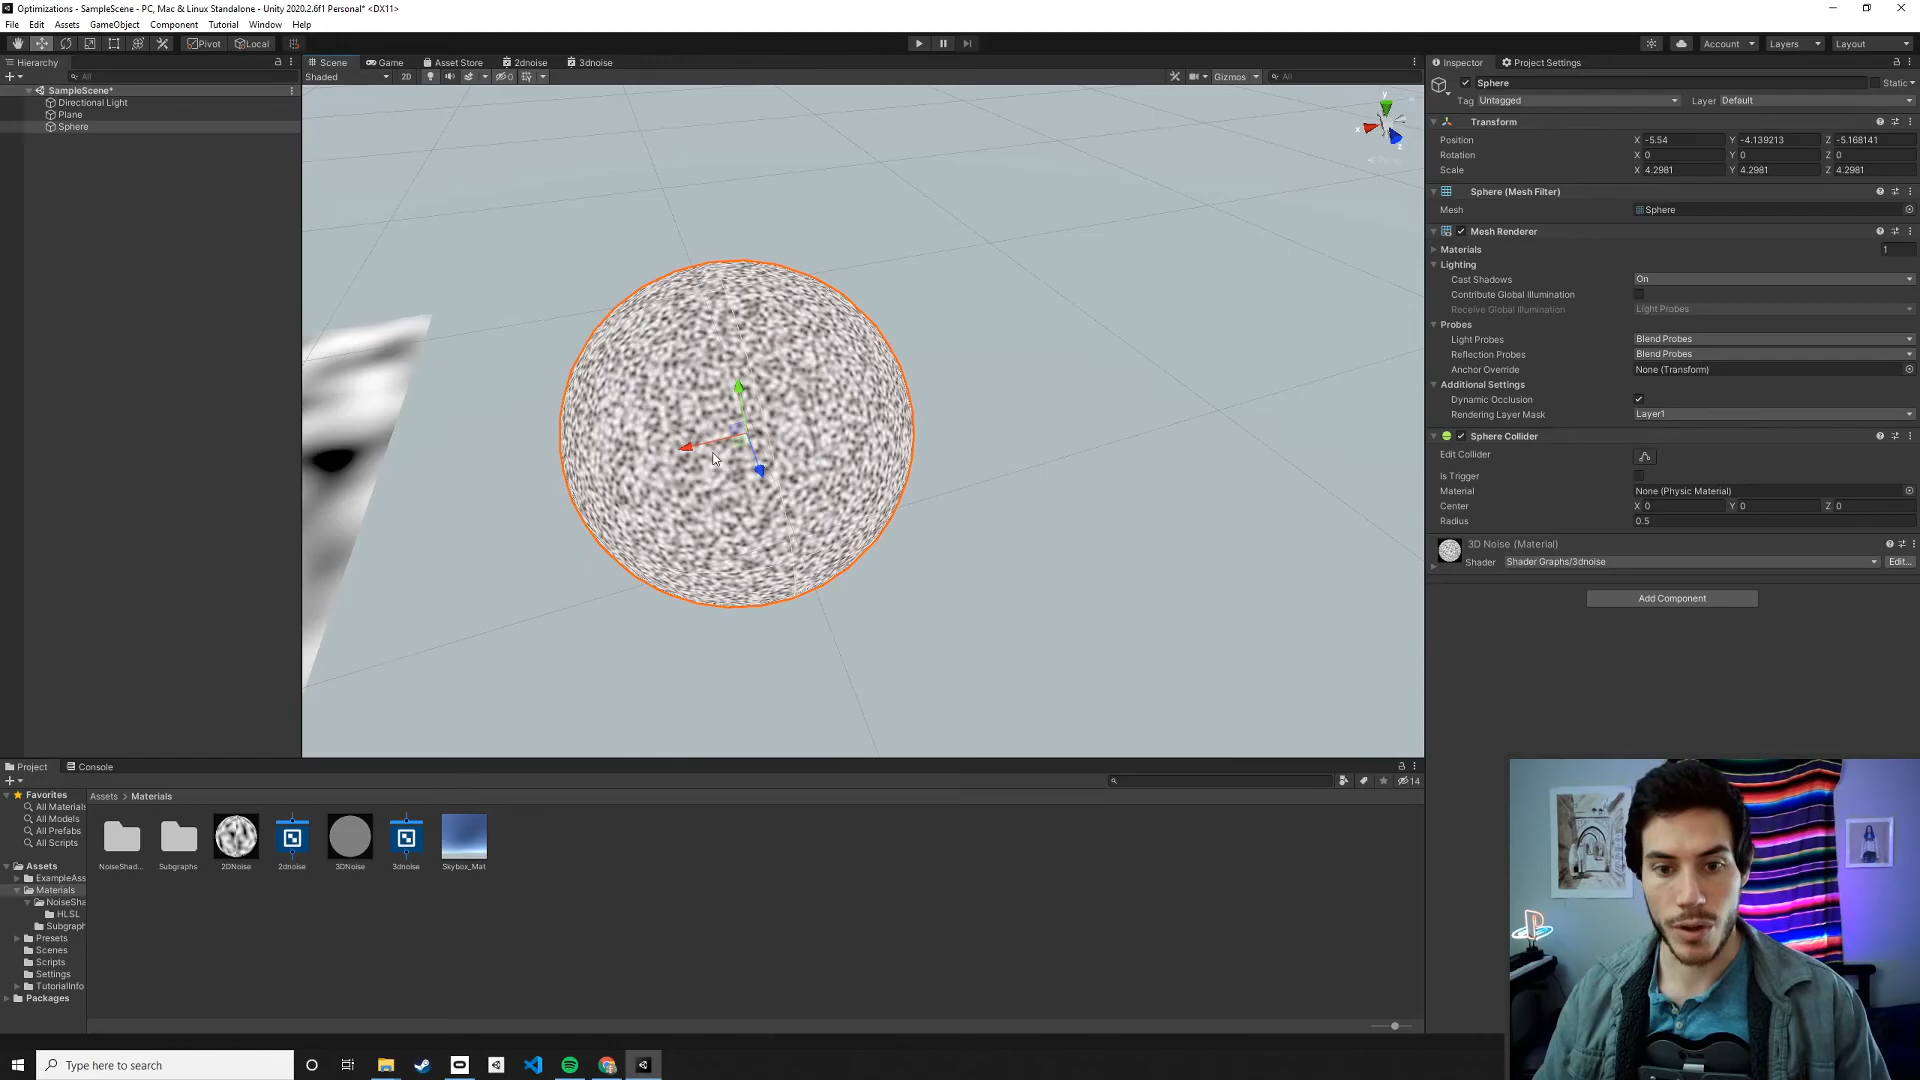 Optimizations - SampleScene - PC, Mac & Linux Standalone - Unity 2020.2.6f1 Personal* <DX11>
File Edit Assets GameObject Component Tutorial Window Help
Pivot Local Account Layers Layout
Hierarchy
All
SampleScene*
Directional Light
Plane
Sphere
Scene Game Asset Store 2dnoise 3dnoise
Shaded 2D 0 Gizmos All
y
x
z
Inspector Project Settings
Sphere Static
Tag Untagged Layer Default
Transform
Position X -5.54 Y -4.139213 Z -5.168141
Rotation X 0 Y 0 Z 0
Scale X 4.2981 Y 4.2981 Z 4.2981
Sphere (Mesh Filter)
Mesh Sphere
Mesh Renderer
Materials 1
Lighting
Cast Shadows On
Contribute Global Illumination
Receive Global Illumination Light Probes
Probes
Light Probes Blend Probes
Reflection Probes Blend Probes
Anchor Override None (Transform)
Additional Settings
Dynamic Occlusion
Rendering Layer Mask Layer1
Sphere Collider
Edit Collider
Is Trigger
Material None (Physic Material)
Center X 0 Y 0 Z 0
Radius 0.5
3D Noise (Material)
Shader Shader Graphs/3dnoise Edit...
Add Component
Project Console
14
Favorites
All Materials
All Models
All Prefabs
All Scripts
Assets
ExampleAss
Materials
NoiseSha
HLSL
Subgraph
Presets
Scenes
Scripts
Settings
TutorialInfo
Packages
Assets > Materials
NoiseShad... Subgraphs 2DNoise 2dnoise 3DNoise 3dnoise Skybox_Mat
Type here to search